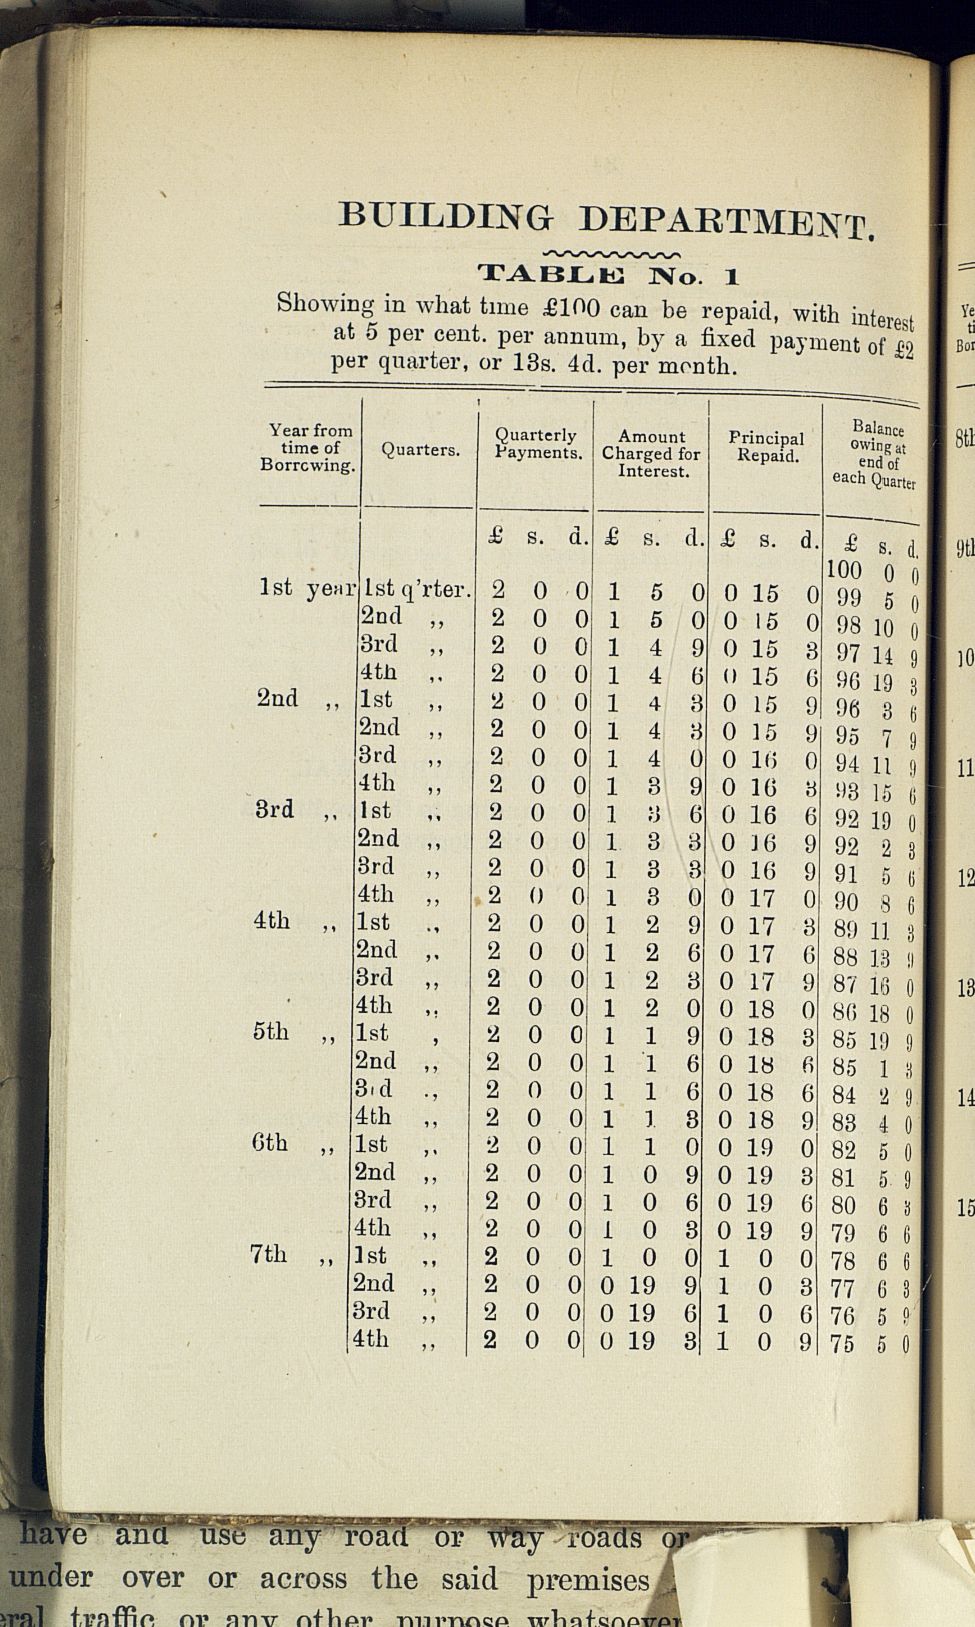 BUILDING DEPARTMENT.
TABLE No. 1
Showing in what time £100 can be repaid, with interest
at 5 per cent. per annum, by a fixed payment of £2
per quarter, or 13s. 4d. per month.
Year from time of Borrowing. Quarters. Quarterly Payments. Amount Charged for Interest. Principal Repaid. Balance owing at end of each Quarter
£ s. d. £ s. d. £ s. d. £ s. d.
100 0 0
1st year 1st q'rter. 2 0 0 1 5 0 0 15 0 99 5 0
2nd ,, 2 0 0 1 5 0 0 15 0 98 10 0
3rd ,, 2 0 0 1 4 9 0 15 3 97 14 9
4th ,, 2 0 0 1 4 6 0 15 6 96 19 3
2nd ,, 1st ,, 2 0 0 1 4 3 0 15 9 96 3 6
2nd ,, 2 0 0 1 4 3 0 15 9 95 7 9
3rd ,, 2 0 0 1 4 0 0 16 0 94 11 9
4th ,, 2 0 0 1 3 9 0 16 3 93 15 6
3rd ,, 1st ,, 2 0 0 1 3 6 0 16 6 92 19 0
2nd ,, 2 0 0 1 3 3 0 16 9 92 2 3
3rd ,, 2 0 0 1 3 3 0 16 9 91 5 6
4th ,, 2 0 0 1 3 0 0 17 0 90 8 6
4th ,, 1st ,, 2 0 0 1 2 9 0 17 3 89 11 3
2nd ,, 2 0 0 1 2 6 0 17 6 88 13 9
3rd ,, 2 0 0 1 2 3 0 17 9 87 16 0
4th ,, 2 0 0 1 2 0 0 18 0 86 18 0
5th ,, 1st , 2 0 0 1 1 9 0 18 3 85 19 9
2nd ,, 2 0 0 1 1 6 0 18 6 85 1 3
3rd ., 2 0 0 1 1 6 0 18 6 84 2 9
4th ,, 2 0 0 1 1 3 0 18 9 83 4 0
6th ,, 1st ,, 2 0 0 1 1 0 0 19 0 82 5 0
2nd ,, 2 0 0 1 0 9 0 19 3 81 5 9
3rd ,, 2 0 0 1 0 6 0 19 6 80 6 3
4th ,, 2 0 0 1 0 3 0 19 9 79 6 6
7th ,, 1st ,, 2 0 0 1 0 0 1 0 0 78 6 6
2nd ,, 2 0 0 0 19 9 1 0 3 77 6 3
3rd ,, 2 0 0 0 19 6 1 0 6 76 5 9
4th ,, 2 0 0 0 19 3 1 0 9 75 5 0
have and use any road or way roads or
under over or across the said premises
traffic or any other purpose whatsoever
8th
9th
10
11
12
13
14
15